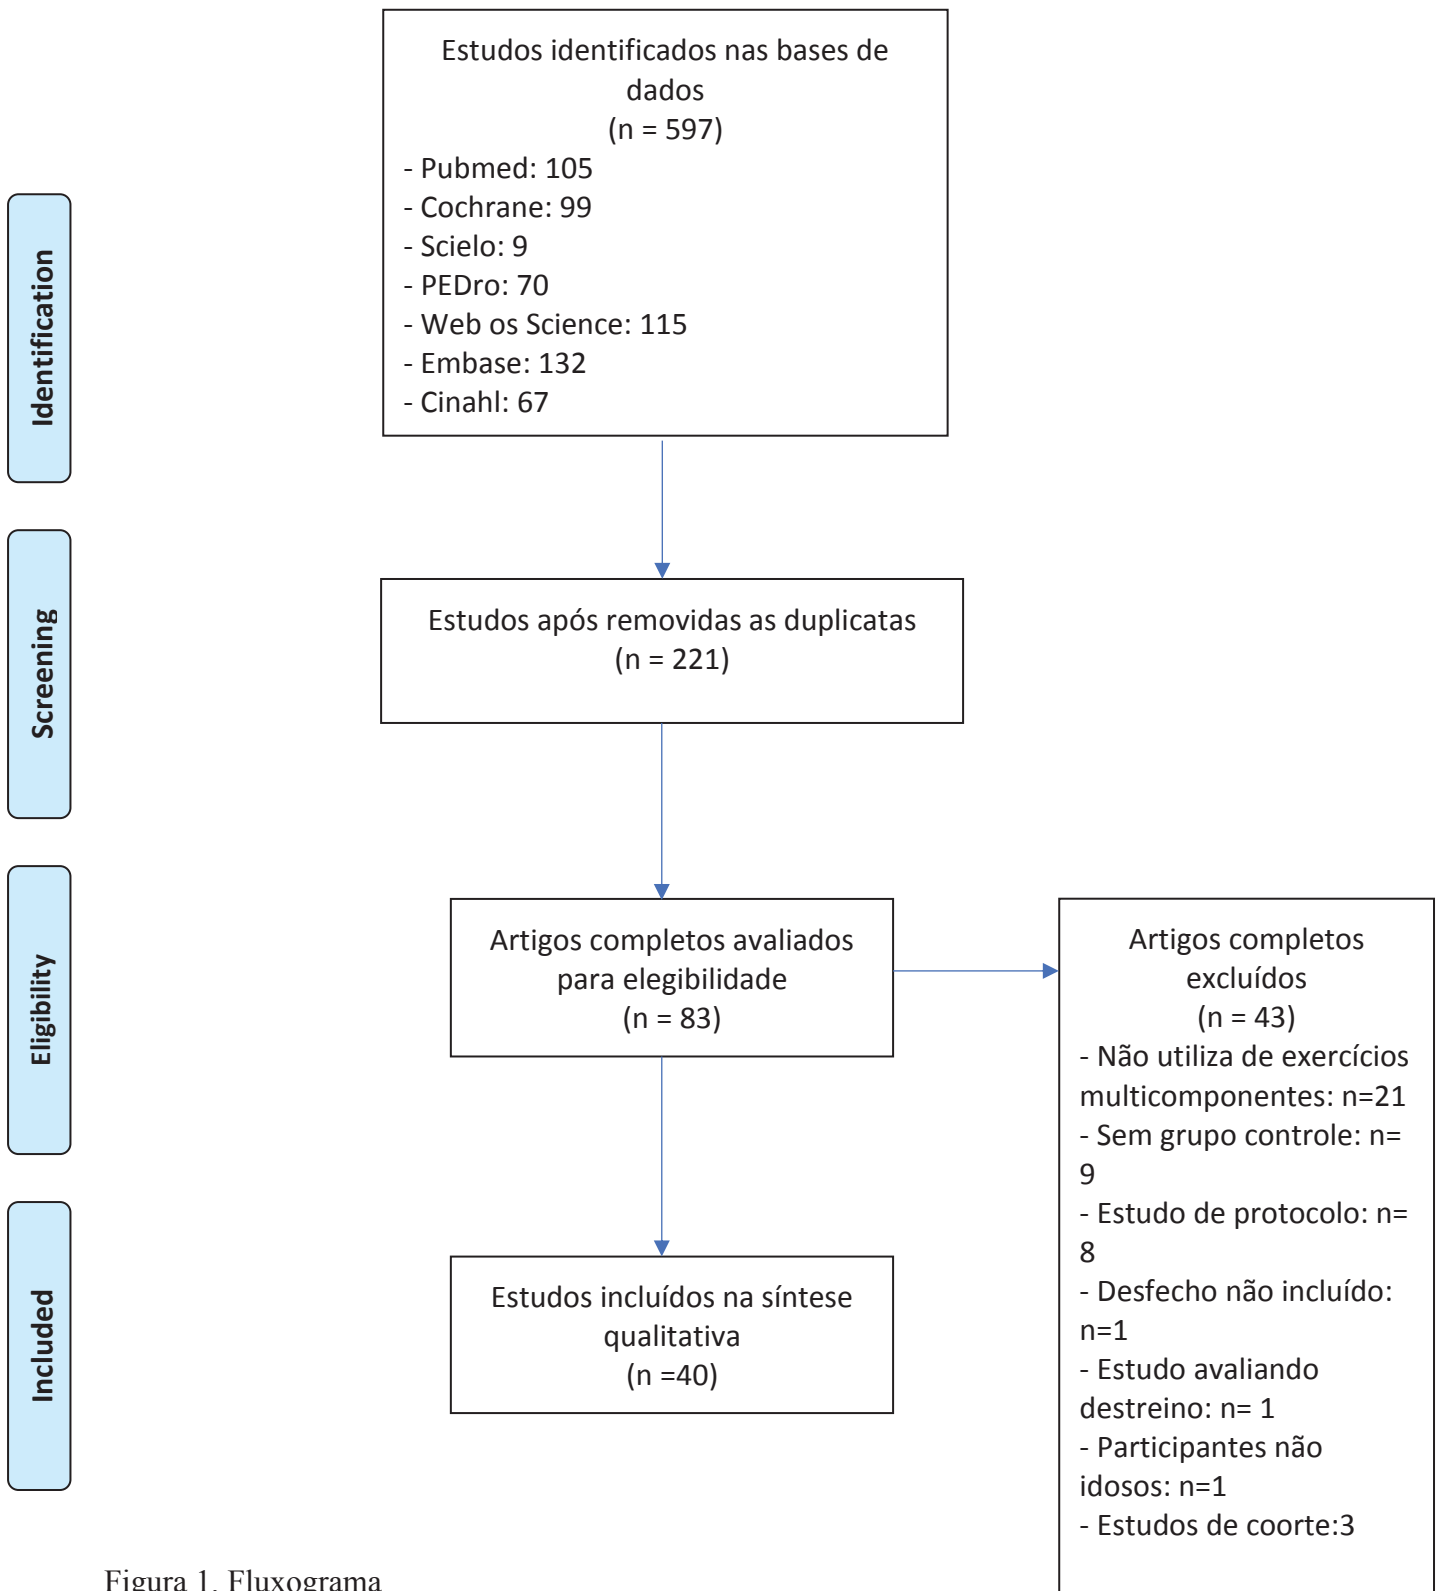 Estudos identificados nas bases de
dados
(n = 597)
- Pubmed: 105
- Cochrane: 99
- Scielo: 9
- PEDro: 70
- Web os Science: 115
- Embase: 132
- Cinahl: 67
Identification
Estudos após removidas as duplicatas
(n = 221)
Screening
Artigos completos avaliados
para elegibilidade
(n = 83)
Eligibility
Artigos completos
excluídos
(n = 43)
- Não utiliza de exercícios
multicomponentes: n=21
- Sem grupo controle: n=
9
- Estudo de protocolo: n=
8
- Desfecho não incluído:
n=1
- Estudo avaliando
destreino: n= 1
- Participantes não
idosos: n=1
- Estudos de coorte:3
Estudos incluídos na síntese
qualitativa
(n =40)
Included
Figura 1. Fluxograma